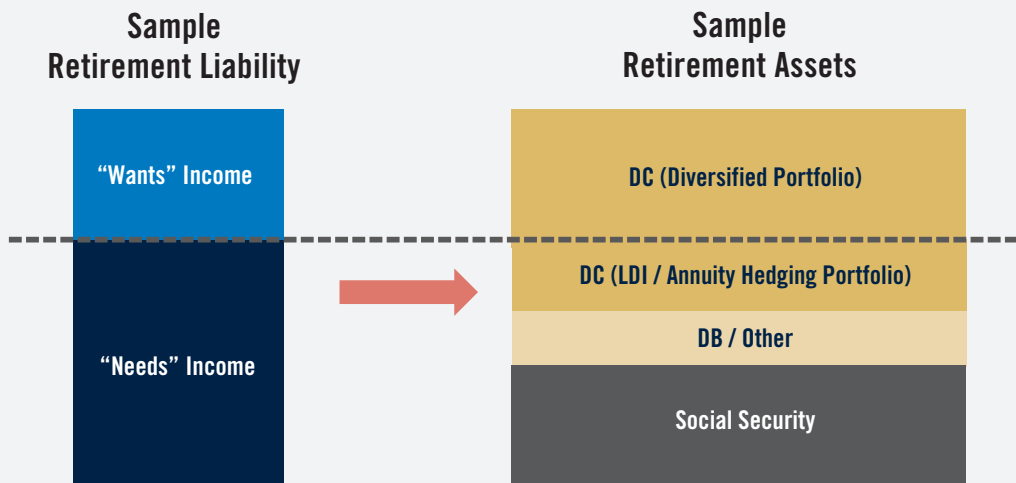 Sample
Retirement Liability
“Wants” Income
“Needs” Income
Sample
Retirement Assets
DC (Diversified Portfolio)
DC (LDI / Annuity Hedging Portfolio)
DB / Other
Social Security